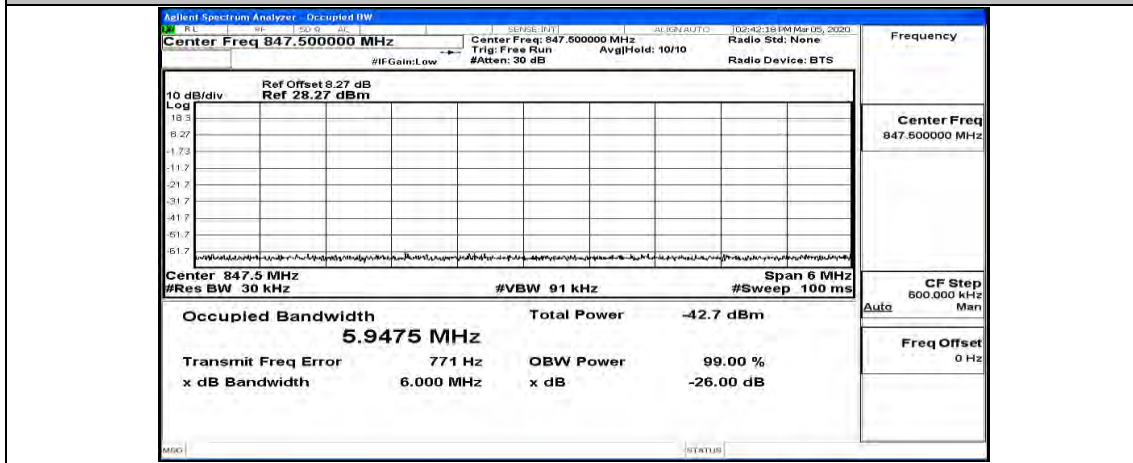 Agilent Spectrum Analyzer - Occupied BW
RL RF 50 Ω AC SENSE:INT ALIGN AUTO 02:42:18 PM Mar 05, 2020
Center Freq 847.500000 MHz
Center Freq: 847.500000 MHz
Radio Std: None
Trig: Free Run Avg|Hold: 10/10
#IFGain:Low #Atten: 30 dB Radio Device: BTS
Ref Offset 8.27 dB
10 dB/div Ref 28.27 dBm
Log
18.3
8.27
-1.73
-11.7
-21.7
-31.7
-41.7
-51.7
-61.7
Center 847.5 MHz Span 6 MHz
#Res BW 30 kHz #VBW 91 kHz #Sweep 100 ms
Occupied Bandwidth Total Power -42.7 dBm
5.9475 MHz
Transmit Freq Error 771 Hz OBW Power 99.00 %
x dB Bandwidth 6.000 MHz x dB -26.00 dB
MSG STATUS
Frequency
Center Freq
847.500000 MHz
CF Step
600.000 kHz
Auto Man
Freq Offset
0 Hz